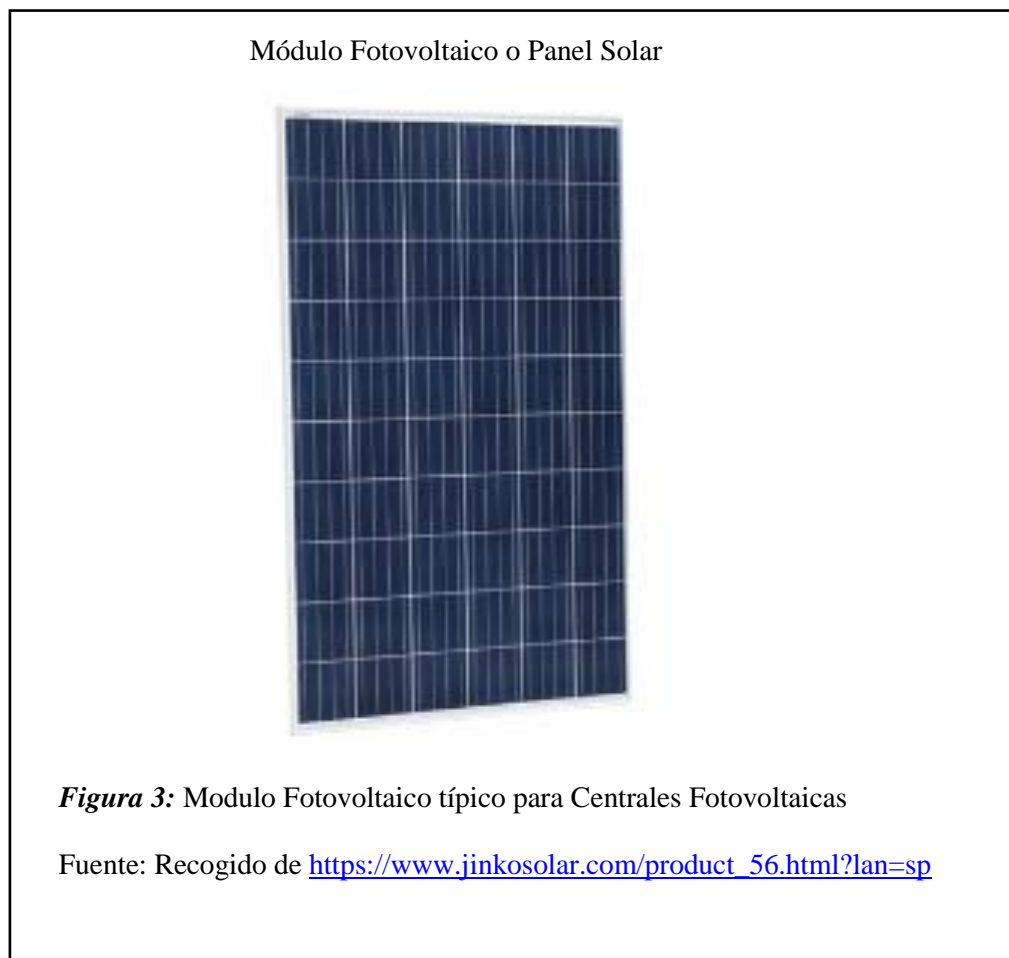 Módulo Fotovoltaico o Panel Solar
Figura 3: Modulo Fotovoltaico típico para Centrales Fotovoltaicas
Fuente: Recogido de https://www.jinkosolar.com/product_56.html?lan=sp